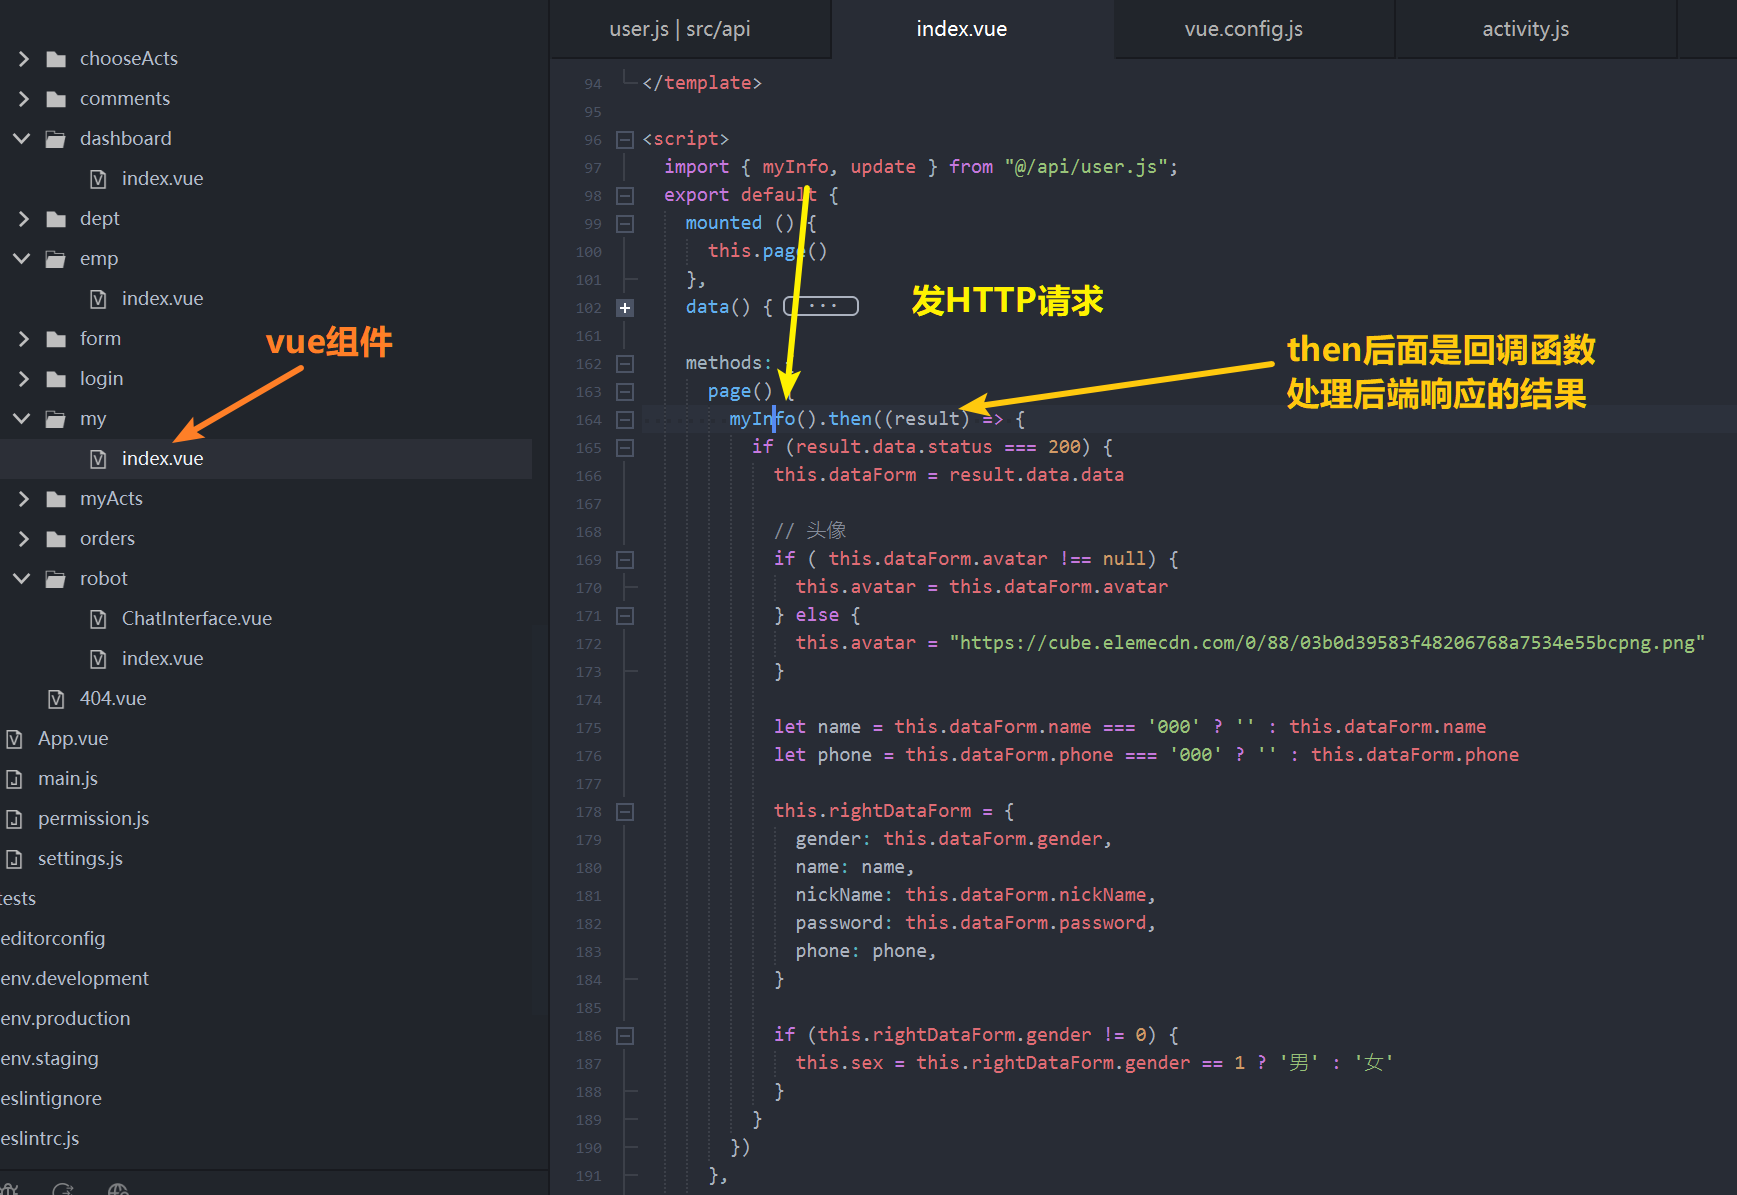 chooseActs
comments
dashboard
index.vue
dept
emp
index.vue
form
login
my
index.vue
myActs
orders
robot
ChatInterface.vue
index.vue
404.vue
App.vue
main.js
permission.js
settings.js
tests
editorconfig
env.development
env.production
env.staging
eslintignore
eslintrc.js
vue组件
user.js | src/api
index.vue
vue.config.js
activity.js
94 </template>
95
96 <script>
97 import { myInfo, update } from "@/api/user.js";
98 export default {
99 mounted () {
100 this.page()
101 },
102 data() { ...
161
162 methods:
163 page() {
164 myInfo().then((result) => {
165 if (result.data.status === 200) {
166 this.dataForm = result.data.data
167
168 // 头像
169 if ( this.dataForm.avatar !== null) {
170 this.avatar = this.dataForm.avatar
171 } else {
172 this.avatar = "https://cube.elemecdn.com/0/88/03b0d39583f48206768a7534e55bcpng.png"
173 }
174
175 let name = this.dataForm.name === '000' ? '' : this.dataForm.name
176 let phone = this.dataForm.phone === '000' ? '' : this.dataForm.phone
177
178 this.rightDataForm = {
179 gender: this.dataForm.gender,
180 name: name,
181 nickName: this.dataForm.nickName,
182 password: this.dataForm.password,
183 phone: phone,
184 }
185
186 if (this.rightDataForm.gender != 0) {
187 this.sex = this.rightDataForm.gender == 1 ? '男' : '女'
188 }
189 }
190 })
191 },
发HTTP请求
then后面是回调函数
处理后端响应的结果